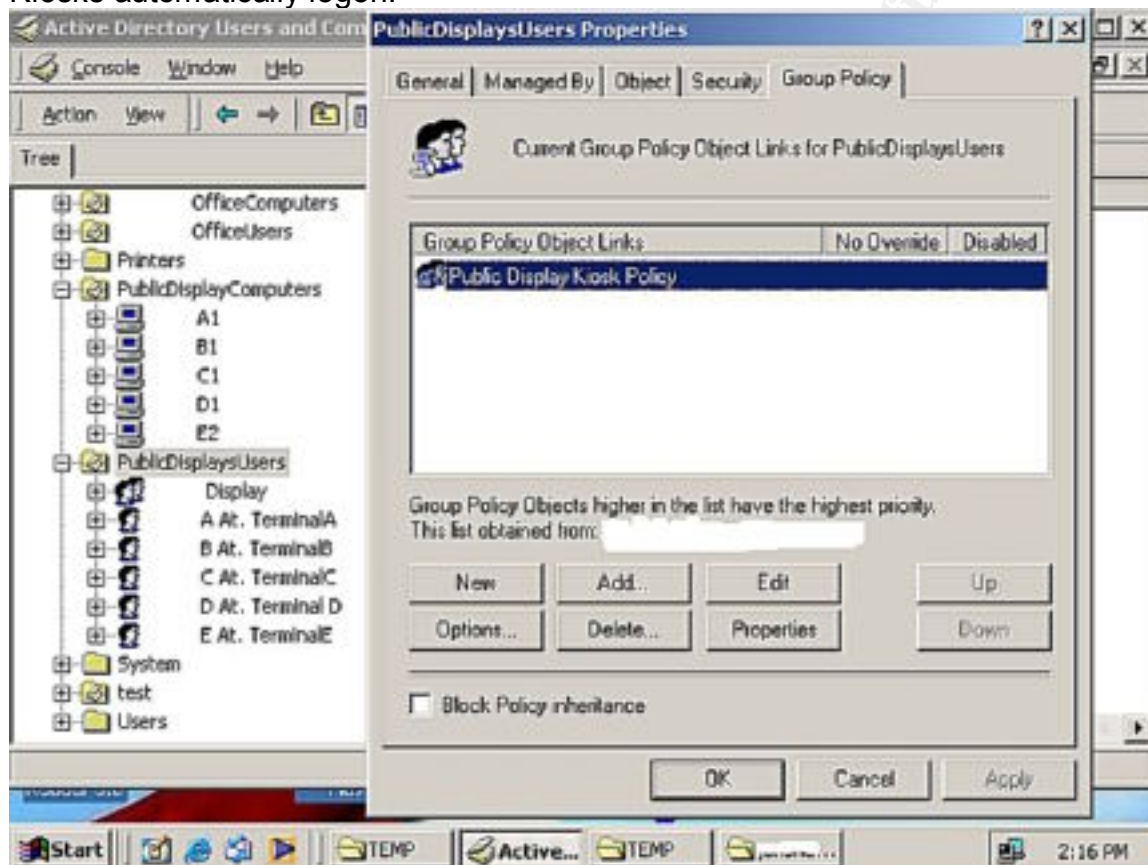 Kiosks automatically logon.
Active Directory Users and Com
PublicDisplaysUsers Properties
Console Window Help
Action View
Tree
OfficeComputers
OfficeUsers
Printers
PublicDisplayComputers
A1
B1
C1
D1
E2
PublicDisplaysUsers
Display
A At. TerminalA
B At. TerminalB
C At. TerminalC
D At. Terminal D
E At. TerminalE
System
test
Users
General Managed By Object Security Group Policy
Current Group Policy Object Links for PublicDisplaysUsers
Group Policy Object Links No Override Disabled
Public Display Kiosk Policy
Group Policy Objects higher in the list have the highest priority.
This list obtained from:
New Add... Edit Up
Options... Delete... Properties Down
Block Policy inheritance
OK Cancel Apply
Start TEMP Active... TEMP 2:16 PM